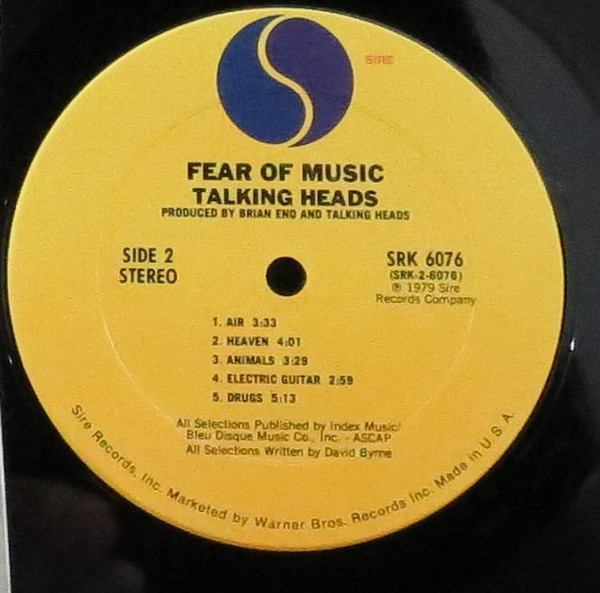 SIRE
FEAR OF MUSIC
TALKING HEADS
PRODUCED BY BRIAN ENO AND TALKING HEADS
SIDE 2
STEREO
SRK 6076
(SRK-2-6076)
℗ 1979 Sire
Records Company
1. AIR 3:33
2. HEAVEN 4:01
3. ANIMALS 3:29
4. ELECTRIC GUITAR 2:59
5. DRUGS 5:13
All Selections Published by Index Music/
Bleu Disque Music Co., Inc. - ASCAP
All Selections Written by David Byrne
Sire Records, Inc. Marketed by Warner Bros. Records Inc. Made in U.S.A.